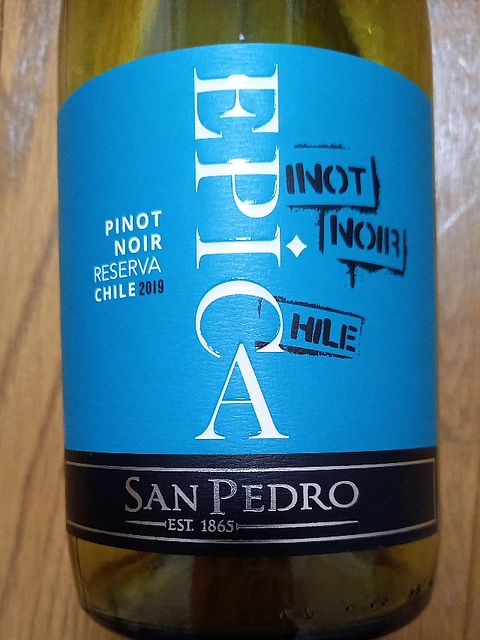 EPICA
PINOT
NOIR
RESERVA
CHILE 2019
INOT
NOIR
HILE
SAN PEDRO
EST. 1865